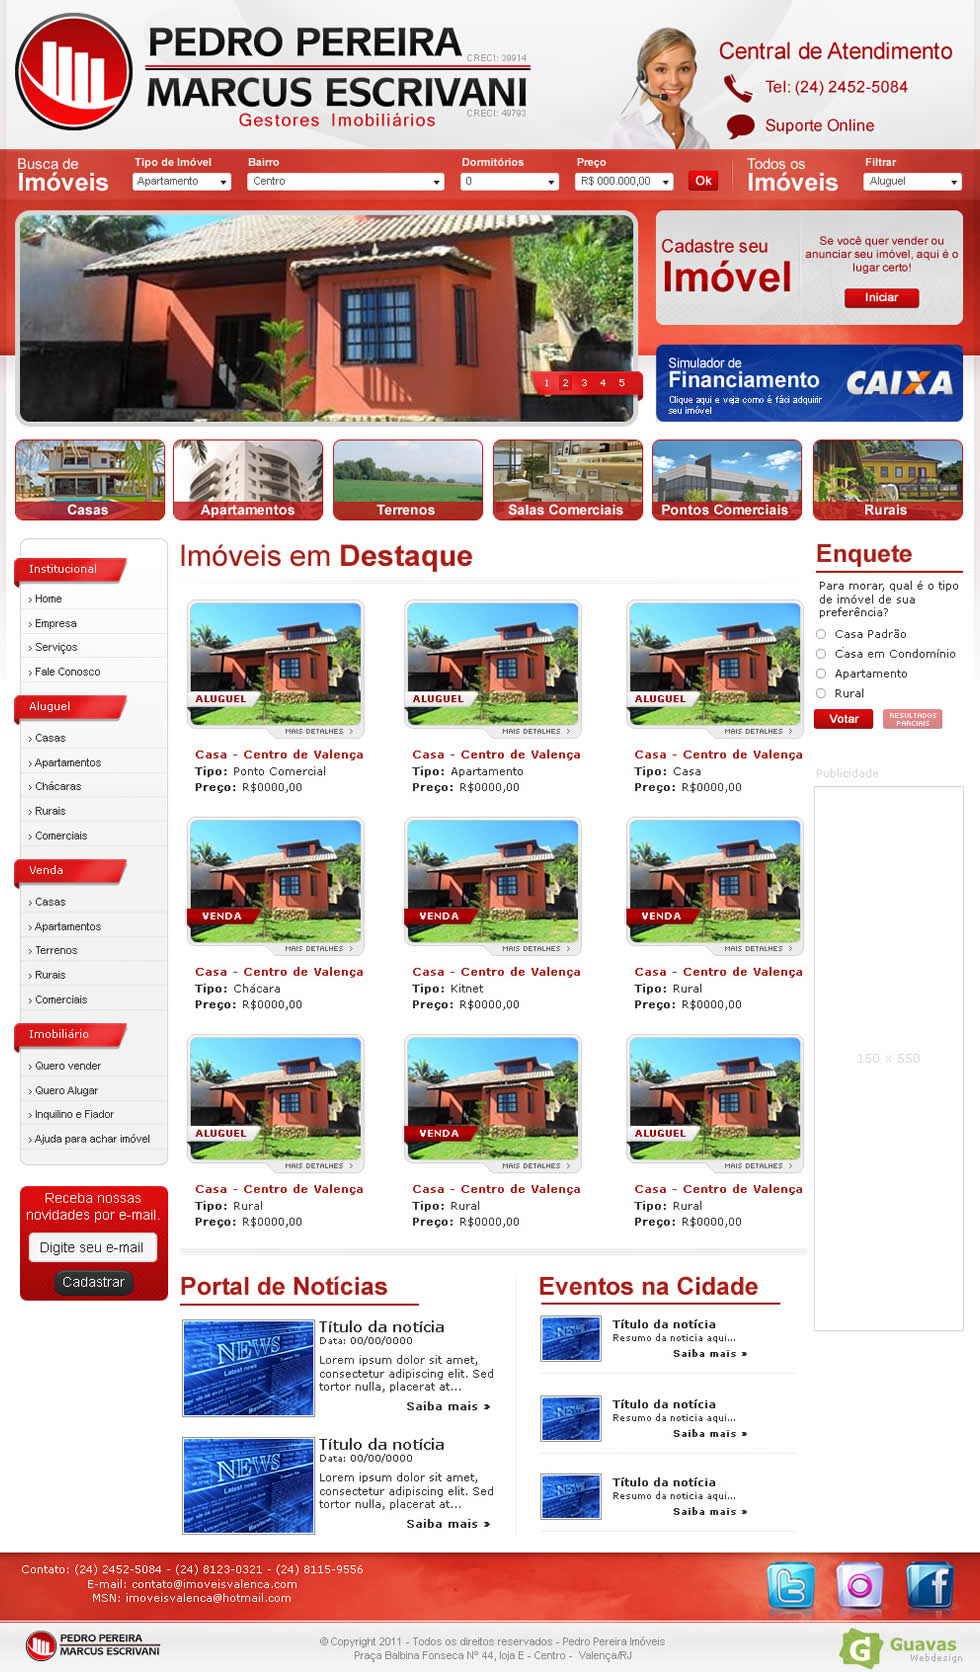 PEDRO PEREIRA
CRECI: 39914
MARCUS ESCRIVANI
CRECI: 49793
Gestores Imobiliários
Central de Atendimento
Tel: (24) 2452-5084
Suporte Online
Busca de
Imóveis
Tipo de Imóvel
Apartamento
Bairro
Centro
Dormitórios
0
Preço
R$ 000.000,00
Ok
Todos os
Imóveis
Filtrar
Aluguel
1 2 3 4 5
Cadastre seu
Imóvel
Se você quer vender ou
anunciar seu imóvel, aqui é o
lugar certo!
Iniciar
Simulador de
Financiamento
Clique aqui e veja como é fáci adquirir
seu imóvel
CAIXA
Casas
Apartamentos
Terrenos
Salas Comerciais
Pontos Comerciais
Rurais
Institucional
Home
Empresa
Serviços
Fale Conosco
Aluguel
Casas
Apartamentos
Chácaras
Rurais
Comerciais
Venda
Casas
Apartamentos
Terrenos
Rurais
Comerciais
Imobiliário
Quero vender
Quero Alugar
Inquilino e Fiador
Ajuda para achar imóvel
Receba nossas
novidades por e-mail.
Digite seu e-mail
Cadastrar
Imóveis em Destaque
ALUGUEL
MAIS DETALHES >
Casa - Centro de Valença
Tipo: Ponto Comercial
Preço: R$0000,00
ALUGUEL
MAIS DETALHES >
Casa - Centro de Valença
Tipo: Apartamento
Preço: R$0000,00
ALUGUEL
MAIS DETALHES >
Casa - Centro de Valença
Tipo: Casa
Preço: R$0000,00
VENDA
MAIS DETALHES >
Casa - Centro de Valença
Tipo: Chácara
Preço: R$0000,00
VENDA
MAIS DETALHES >
Casa - Centro de Valença
Tipo: Kitnet
Preço: R$0000,00
VENDA
MAIS DETALHES >
Casa - Centro de Valença
Tipo: Rural
Preço: R$0000,00
ALUGUEL
MAIS DETALHES >
Casa - Centro de Valença
Tipo: Rural
Preço: R$0000,00
VENDA
MAIS DETALHES >
Casa - Centro de Valença
Tipo: Rural
Preço: R$0000,00
ALUGUEL
MAIS DETALHES >
Casa - Centro de Valença
Tipo: Rural
Preço: R$0000,00
Enquete
Para morar, qual é o tipo
de imóvel de sua
preferência?
Casa Padrão
Casa em Condomínio
Apartamento
Rural
Votar
RESULTADOS
PARCIAIS
Publicidade
150 x 550
Portal de Notícias
NEWS
Latest news
Título da notícia
Data: 00/00/0000
Lorem ipsum dolor sit amet,
consectetur adipiscing elit. Sed
tortor nulla, placerat at...
Saiba mais »
NEWS
Latest news
Título da notícia
Data: 00/00/0000
Lorem ipsum dolor sit amet,
consectetur adipiscing elit. Sed
tortor nulla, placerat at...
Saiba mais »
Eventos na Cidade
NEWS
Título da notícia
Resumo da noticia aqui...
Saiba mais »
NEWS
Título da notícia
Resumo da noticia aqui...
Saiba mais »
NEWS
Título da notícia
Resumo da noticia aqui...
Saiba mais »
Contato: (24) 2452-5084 - (24) 8123-0321 - (24) 8115-9556
E-mail: contato@imoveisvalenca.com
MSN: imoveisvalenca@hotmail.com
PEDRO PEREIRA
MARCUS ESCRIVANI
© Copyright 2011 - Todos os direitos reservados - Pedro Pereira Imóveis
Praça Balbina Fonseca Nº 44, loja E - Centro - Valença/RJ
Guavas
Webdesign